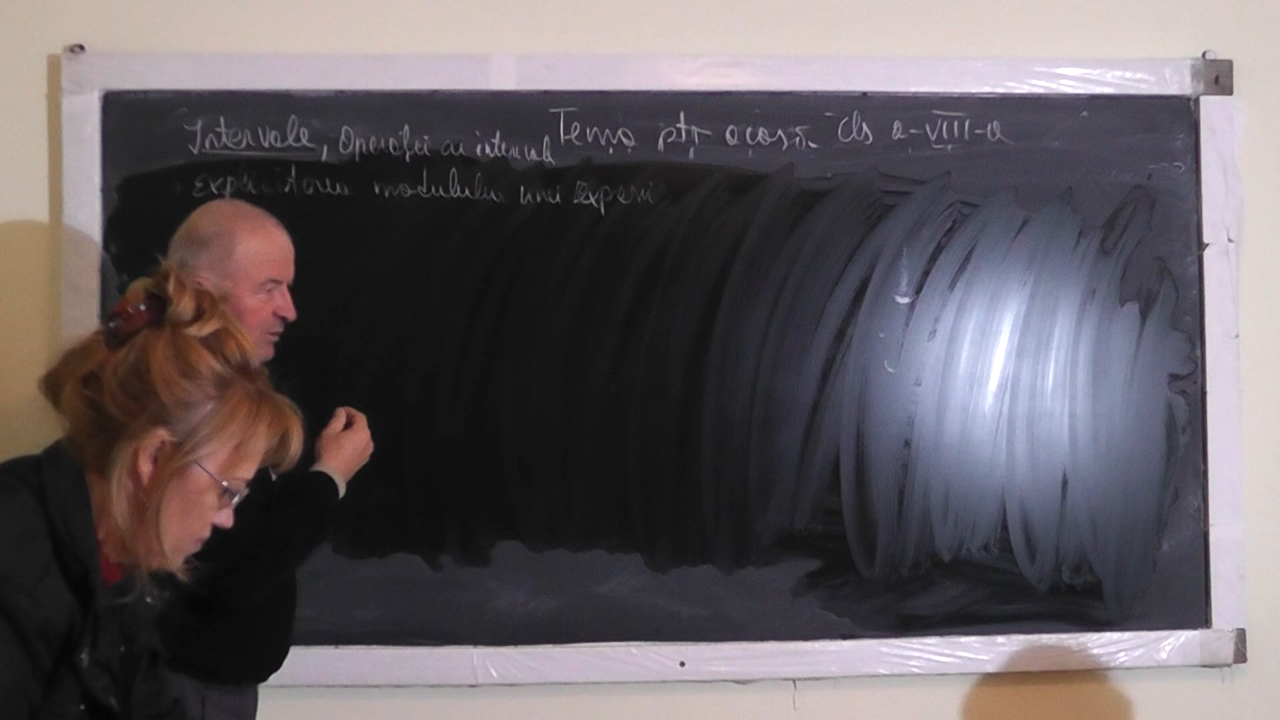 Intervale, Operații cu intervale Tema ptr acasă cls a-VIII-a
Explicitarea modulului unei Expresii